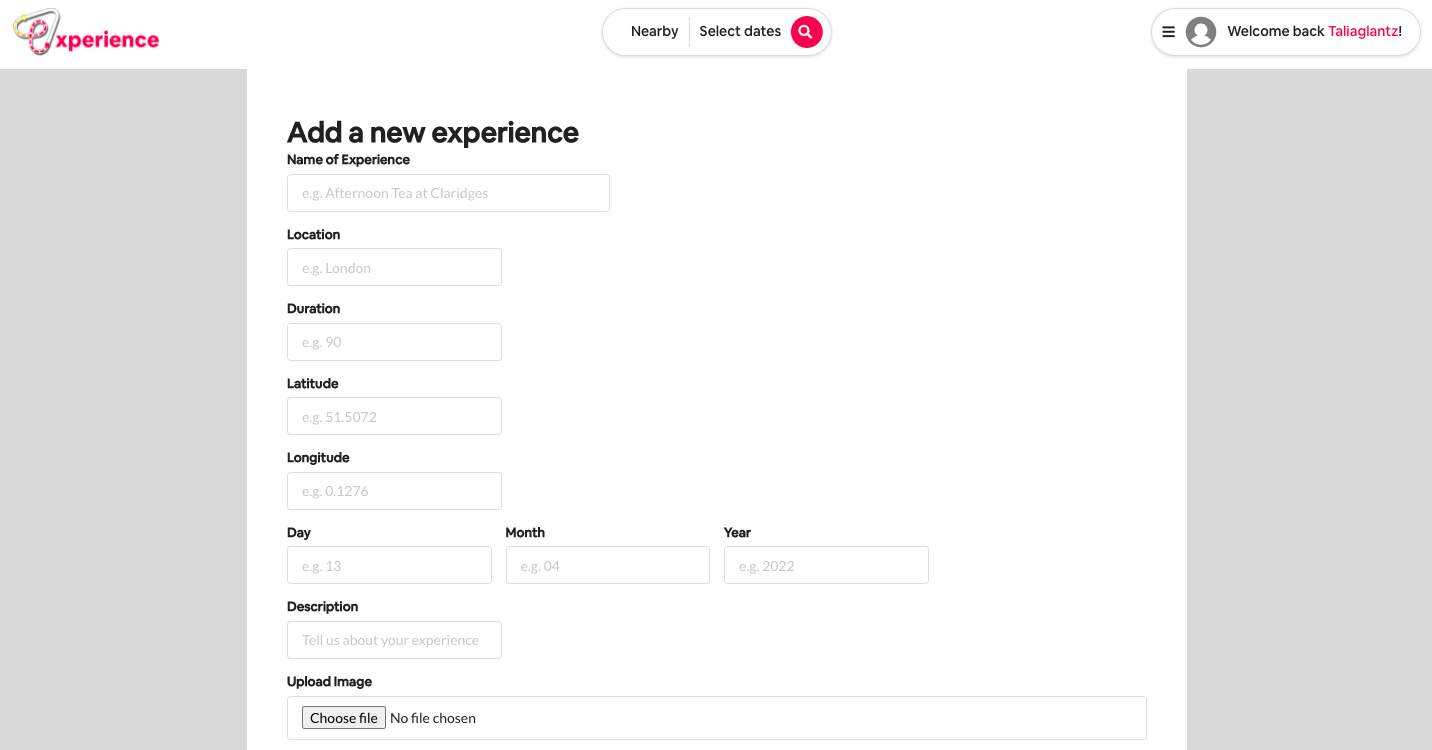 experience
Nearby
Select dates
Welcome back Taliaglantz!
Add a new experience
Name of Experience
e.g. Afternoon Tea at Claridges
Location
e.g. London
Duration
e.g. 90
Latitude
e.g. 51.5072
Longitude
e.g. 0.1276
Day Month Year
e.g. 13 e.g. 04 e.g. 2022
Description
Tell us about your experience
Upload Image
Choose file No file chosen